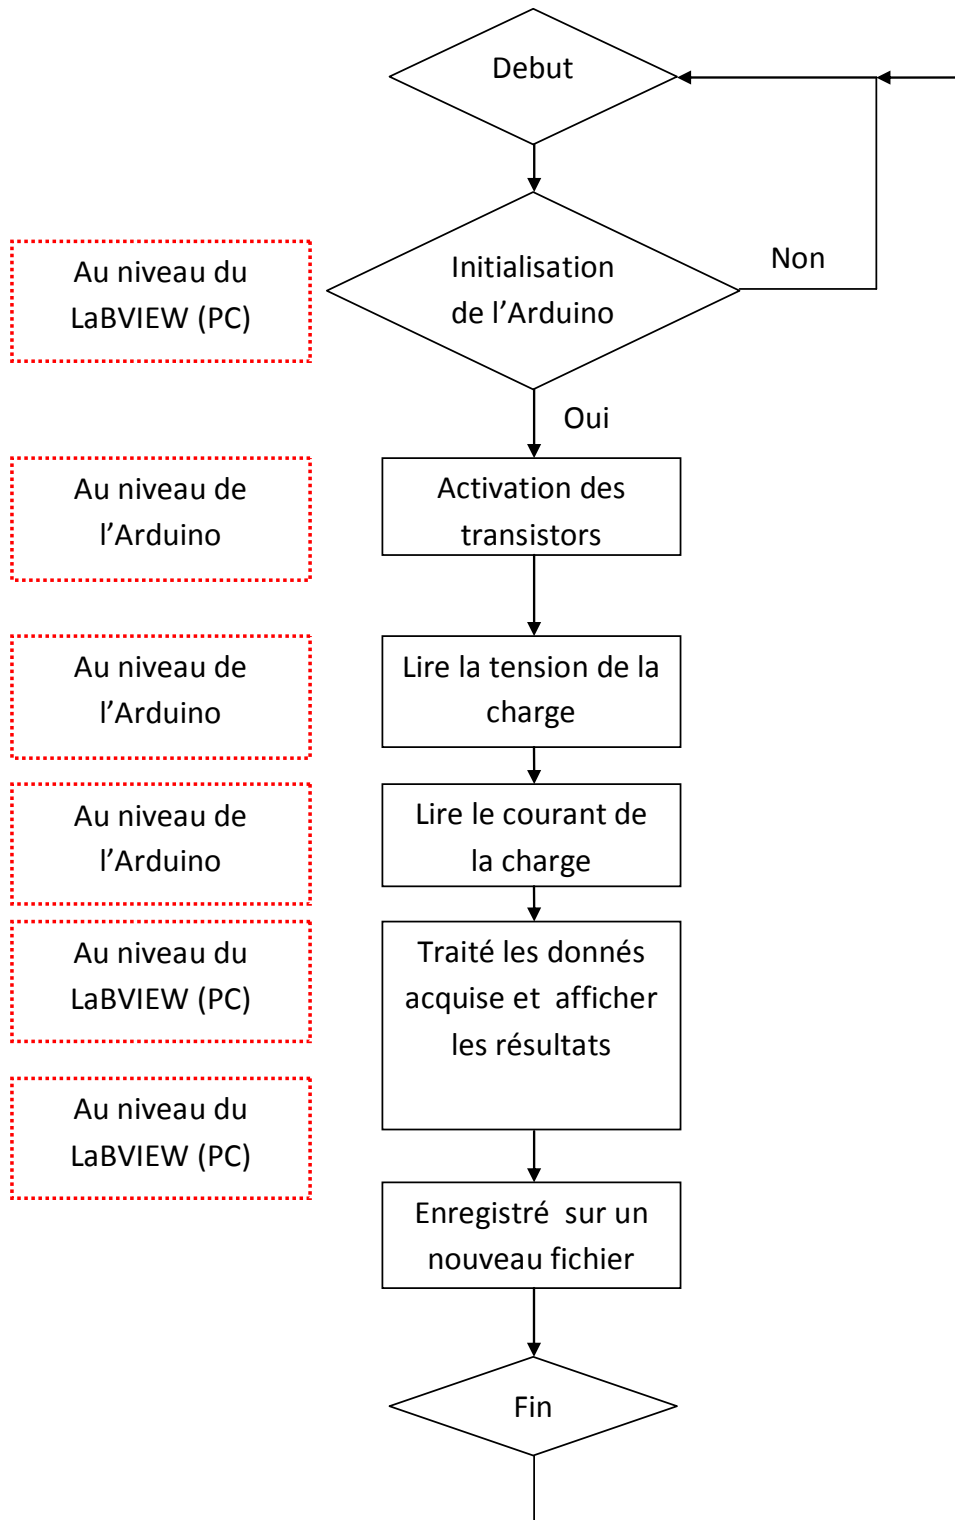 Debut
Au niveau du
LaBVIEW (PC)
Initialisation
de l’Arduino
Non
Oui
Au niveau de
l’Arduino
Activation des
transistors
Au niveau de
l’Arduino
Lire la tension de la
charge
Au niveau de
l’Arduino
Lire le courant de
la charge
Au niveau du
LaBVIEW (PC)
Traité les donnés
acquise et  afficher
les résultats
Au niveau du
LaBVIEW (PC)
Enregistré  sur un
nouveau fichier
Fin